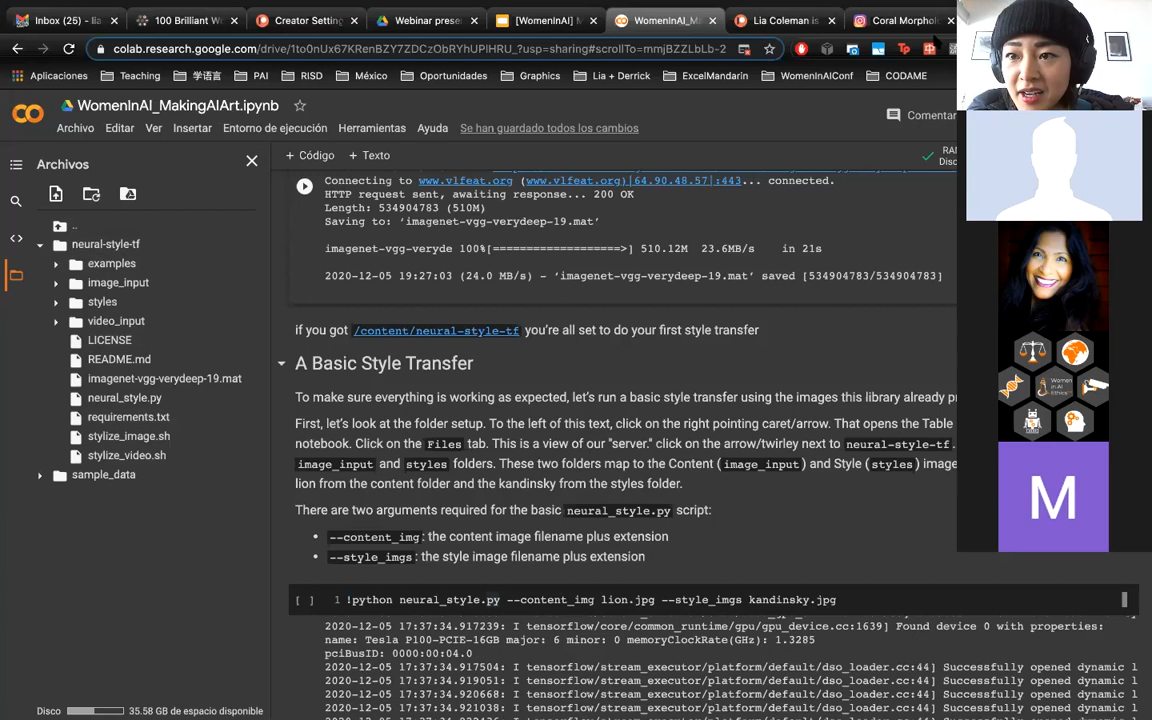 Inbox (25) - l
100 Brilliant W
Creator Setting
Webinar prese
[WomenInAI] M
WomenInAI_M
Lia Coleman is
Coral Morphol
colab.research.google.com/drive/1to0nUx67KRenBZY7ZDCzObRYhUPlHRU_?usp=sharing#scrollTo=mmjBZZLbLb-2
Aplicaciones
Teaching
学语言
PAI
RISD
México
Oportunidades
Graphics
Lia + Derrick
ExcelMandarin
WomenInAIConf
CODAME
WomenInAI_MakingAIArt.ipynb
Archivo Editar Ver Insertar Entorno de ejecución Herramientas Ayuda Se han guardado todos los cambios
Comentar
Archivos
+ Código + Texto
RAM
Disc
..
neural-style-tf
examples
image_input
styles
video_input
LICENSE
README.md
imagenet-vgg-verydeep-19.mat
neural_style.py
requirements.txt
stylize_image.sh
stylize_video.sh
sample_data
Disco
35.58 GB de espacio disponible
Connecting to www.vlfeat.org (www.vlfeat.org)|64.90.48.57|:443... connected.
HTTP request sent, awaiting response... 200 OK
Length: 534904783 (510M)
Saving to: ‘imagenet-vgg-verydeep-19.mat’
imagenet-vgg-veryde 100%[===================>] 510.12M 23.6MB/s in 21s
2020-12-05 19:27:03 (24.0 MB/s) - ‘imagenet-vgg-verydeep-19.mat’ saved [534904783/534904783]
if you got /content/neural-style-tf you're all set to do your first style transfer
A Basic Style Transfer
To make sure everything is working as expected, let's run a basic style transfer using the images this library already p
First, let's look at the folder setup. To the left of this text, click on the right pointing caret/arrow. That opens the Table
notebook. Click on the Files tab. This is a view of our "server." click on the arrow/twirley next to neural-style-tf.
image_input and styles folders. These two folders map to the Content (image_input) and Style (styles) image
lion from the content folder and the kandinsky from the styles folder.
There are two arguments required for the basic neural_style.py script:
• --content_img: the content image filename plus extension
• --style_imgs: the style image filename plus extension
[ ] 1 !python neural_style.py --content_img lion.jpg --style_imgs kandinsky.jpg
2020-12-05 17:37:34.917239: I tensorflow/core/common_runtime/gpu/gpu_device.cc:1639] Found device 0 with properties:
name: Tesla P100-PCIE-16GB major: 6 minor: 0 memoryClockRate(GHz): 1.3285
pciBusID: 0000:00:04.0
2020-12-05 17:37:34.917504: I tensorflow/stream_executor/platform/default/dso_loader.cc:44] Successfully opened dynamic l
2020-12-05 17:37:34.919051: I tensorflow/stream_executor/platform/default/dso_loader.cc:44] Successfully opened dynamic l
2020-12-05 17:37:34.920668: I tensorflow/stream_executor/platform/default/dso_loader.cc:44] Successfully opened dynamic l
2020-12-05 17:37:34.921038: I tensorflow/stream_executor/platform/default/dso_loader.cc:44] Successfully opened dynamic l
Women
in AI
Ethics
M